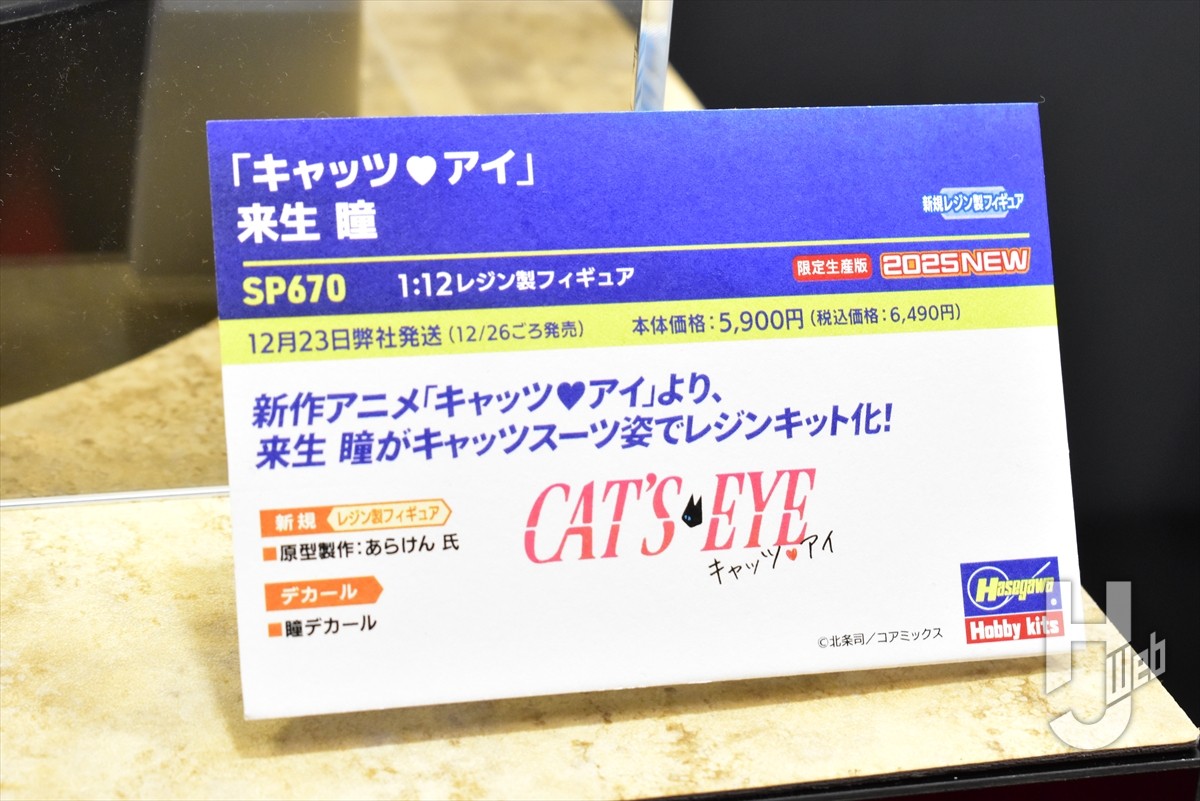 「キャッツ♥アイ」
来生 瞳
新規レジン製フィギュア
SP670 1:12レジン製フィギュア 限定生産版 2025NEW
12月23日弊社発送(12/26ごろ発売) 本体価格:5,900円(税込価格:6,490円)
新作アニメ「キャッツ♥アイ」より、
来生 瞳がキャッツスーツ姿でレジンキット化!
新規 レジン製フィギュア
■原型製作:あらけん 氏
デカール
■瞳デカール
CAT'S EYE
キャッツ♥アイ
©北条司/コアミックス
Hasegawa
Hobby kits
HJ Web